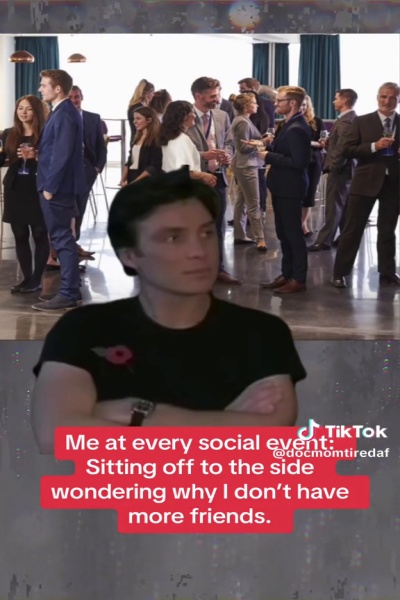 TikTok
@docmomtiredaf
Me at every social event:
Sitting off to the side
wondering why I don't have
more friends.